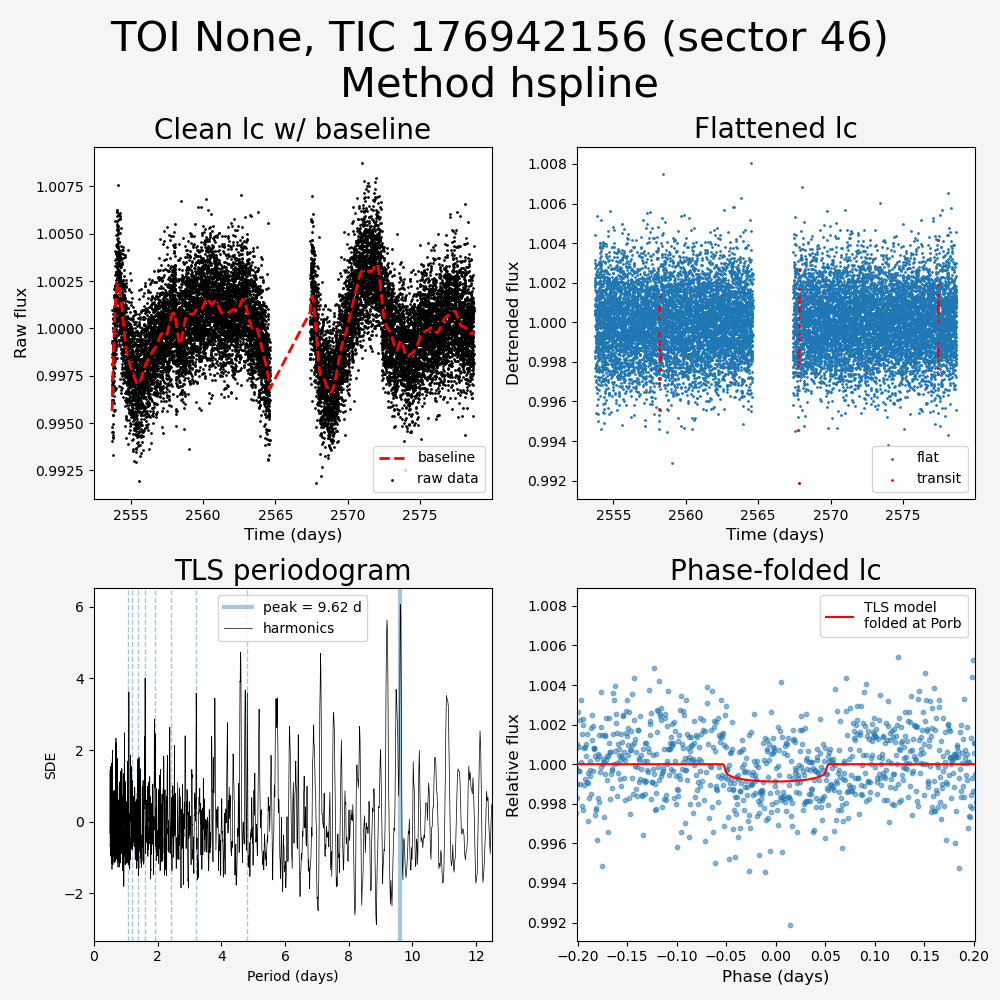 TOI None, TIC 176942156 (sector 46)
Method hspline
Clean lc w/ baseline
Raw flux
1.0075
1.0050
1.0025
1.0000
0.9975
0.9950
0.9925
baseline
raw data
2555
2560
2565
2570
2575
Time (days)
Flattened lc
Detrended flux
1.008
1.006
1.004
1.002
1.000
0.998
0.996
0.994
0.992
flat
transit
2555
2560
2565
2570
2575
Time (days)
TLS periodogram
SDE
6
4
2
0
−2
peak = 9.62 d
harmonics
0
2
4
6
8
10
12
Period (days)
Phase-folded lc
Relative flux
1.008
1.006
1.004
1.002
1.000
0.998
0.996
0.994
0.992
TLS model
folded at Porb
−0.20
−0.15
−0.10
−0.05
0.00
0.05
0.10
0.15
0.20
Phase (days)